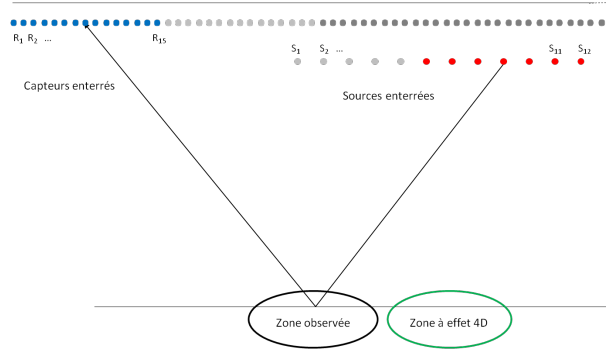 R1 R2 ... R15
S1 S2 ... S11 S12
Capteurs enterrés
Sources enterrées
Zone observée
Zone à effet 4D